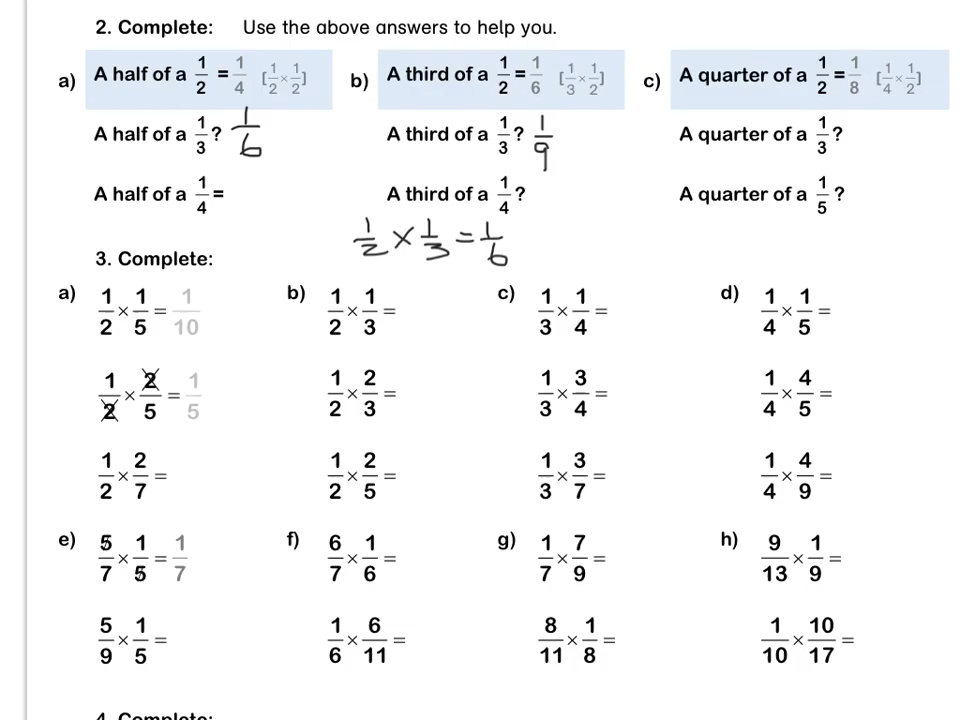 2. Complete: Use the above answers to help you.
a) A half of a 1/2 = 1/4 [1/2 × 1/2] b) A third of a 1/2 = 1/6 [1/3 × 1/2] c) A quarter of a 1/2 = 1/8 [1/4 × 1/2]
A half of a 1/3? 1/6 A third of a 1/3? 1/9 A quarter of a 1/3?
A half of a 1/4 = A third of a 1/4? A quarter of a 1/5?
1/2 × 1/3 = 1/6
3. Complete:
a) 1/2 × 1/5 = 1/10 b) 1/2 × 1/3 = c) 1/3 × 1/4 = d) 1/4 × 1/5 =
1/2 × 2/5 = 1/5 1/2 × 2/3 = 1/3 × 3/4 = 1/4 × 4/5 =
1/2 × 2/7 = 1/2 × 2/5 = 1/3 × 3/7 = 1/4 × 4/9 =
e) 5/7 × 1/5 = 1/7 f) 6/7 × 1/6 = g) 1/7 × 7/9 = h) 9/13 × 1/9 =
5/9 × 1/5 = 1/6 × 6/11 = 8/11 × 1/8 = 1/10 × 10/17 =
4. Complete: